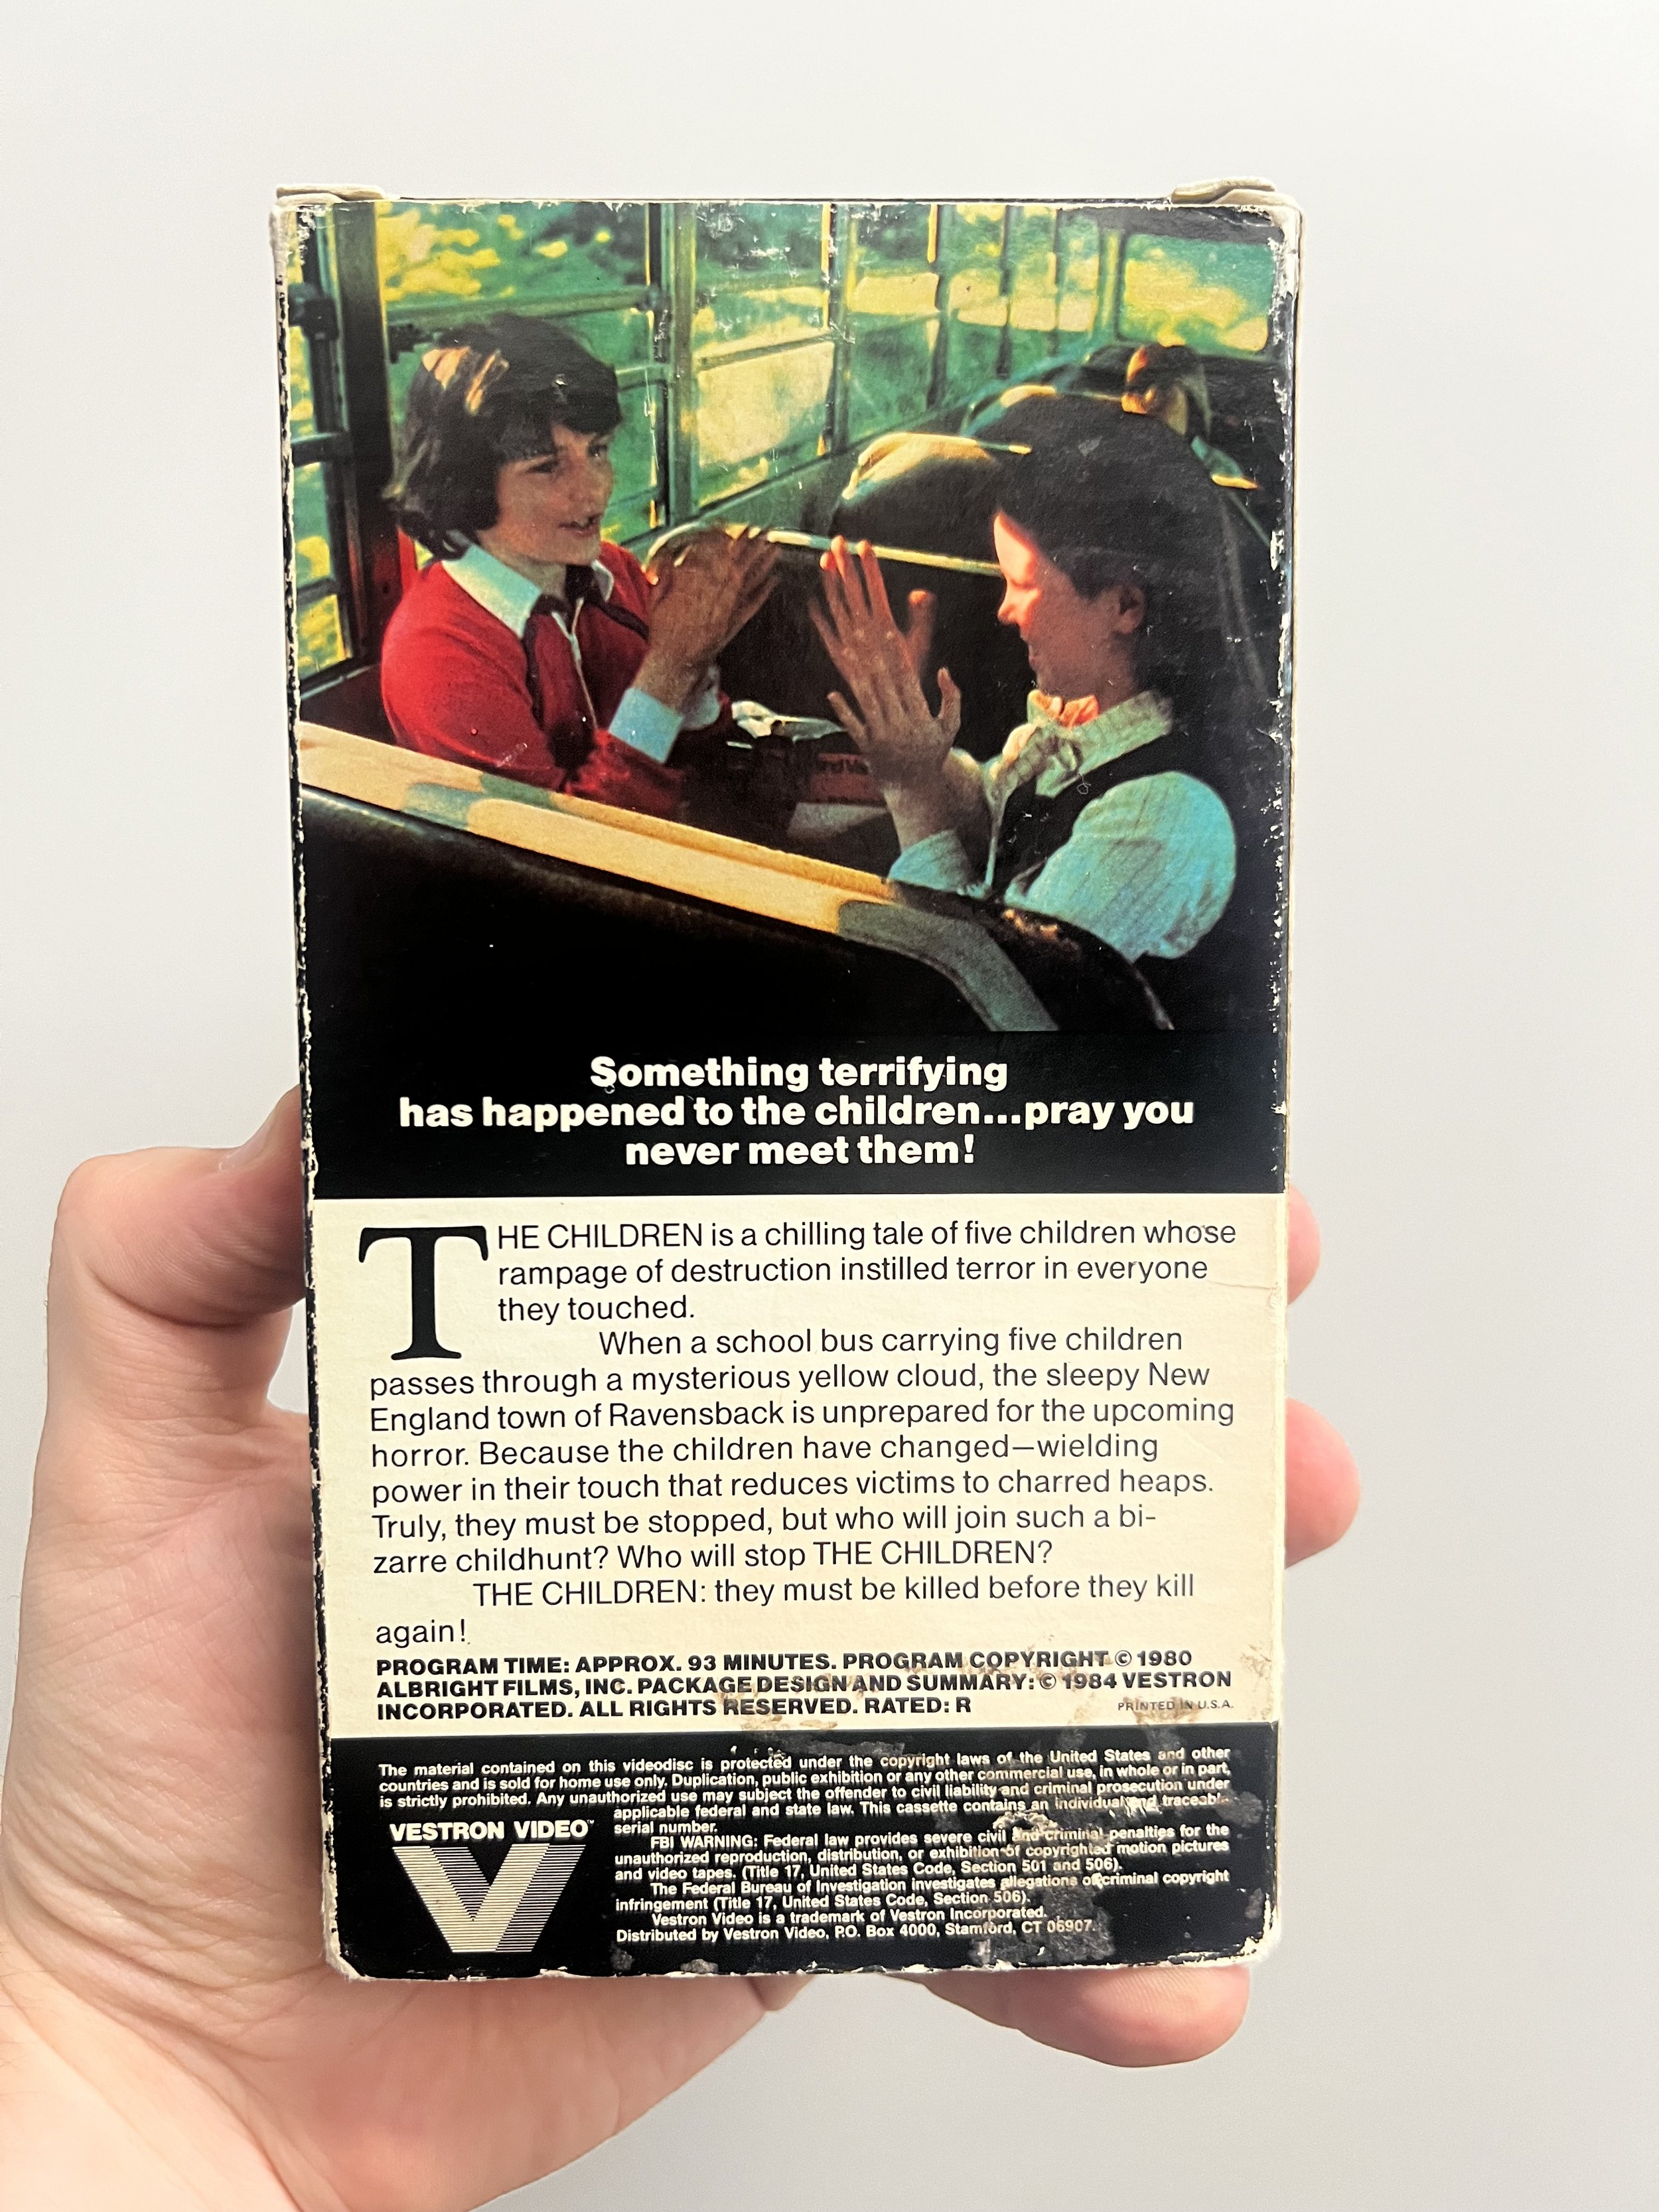 Something terrifying
has happened to the children...pray you
never meet them!
THE CHILDREN is a chilling tale of five children whose
rampage of destruction instilled terror in everyone
they touched.
When a school bus carrying five children
passes through a mysterious yellow cloud, the sleepy New
England town of Ravensback is unprepared for the upcoming
horror. Because the children have changed—wielding
power in their touch that reduces victims to charred heaps.
Truly, they must be stopped, but who will join such a bi-
zarre childhunt? Who will stop THE CHILDREN?
THE CHILDREN: they must be killed before they kill
again!
PROGRAM TIME: APPROX. 93 MINUTES. PROGRAM COPYRIGHT © 1980
ALBRIGHT FILMS, INC. PACKAGE DESIGN AND SUMMARY: © 1984 VESTRON
INCORPORATED. ALL RIGHTS RESERVED. RATED: R
PRINTED IN U.S.A.
The material contained on this videodisc is protected under the copyright laws of the United States and other
countries and is sold for home use only. Duplication, public exhibition or any other commercial use, in whole or in part,
is strictly prohibited. Any unauthorized use may subject the offender to civil liability and criminal prosecution under
applicable federal and state law. This cassette contains an individual and traceable
serial number.
FBI WARNING: Federal law provides severe civil and criminal penalties for the
unauthorized reproduction, distribution, or exhibition of copyrighted motion pictures
and video tapes. (Title 17, United States Code, Section 501 and 506).
The Federal Bureau of Investigation investigates allegations of criminal copyright
infringement (Title 17, United States Code, Section 506).
Vestron Video is a trademark of Vestron Incorporated.
Distributed by Vestron Video, P.O. Box 4000, Stamford, CT 06907.
VESTRON VIDEO™